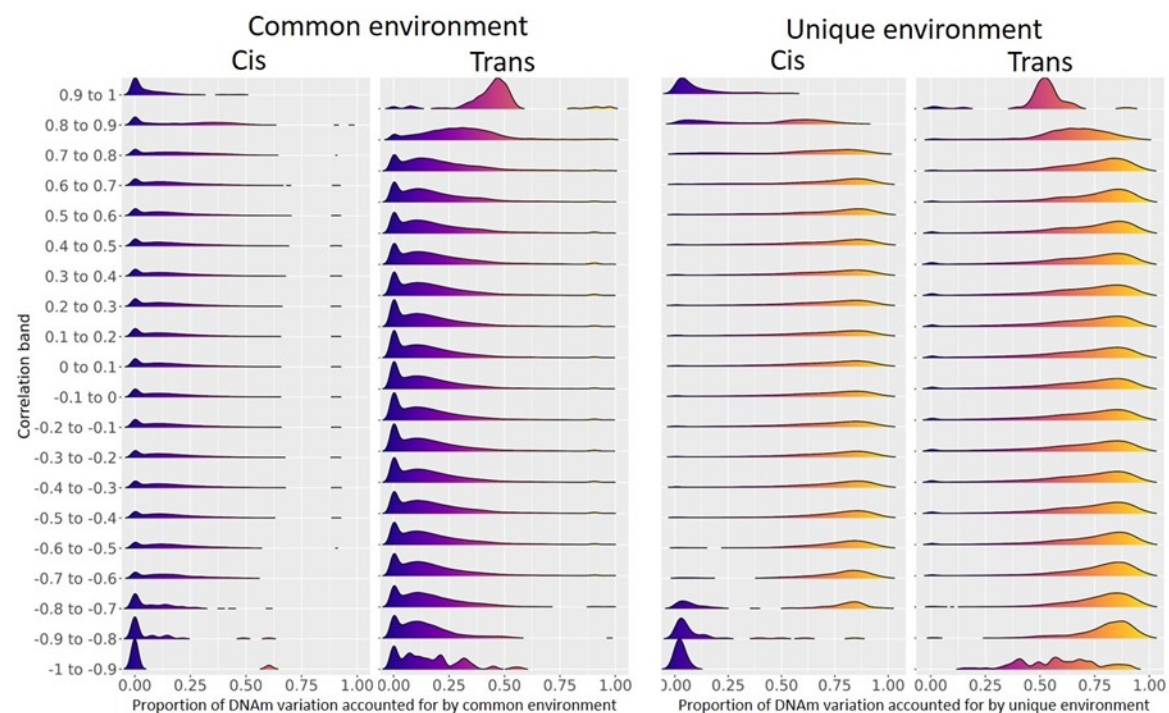 Common environment
Unique environment
Cis
Trans
Cis
Trans
Correlation band
0.9 to 1
0.8 to 0.9
0.7 to 0.8
0.6 to 0.7
0.5 to 0.6
0.4 to 0.5
0.3 to 0.4
0.2 to 0.3
0.1 to 0.2
0 to 0.1
-0.1 to 0
-0.2 to -0.1
-0.3 to -0.2
-0.4 to -0.3
-0.5 to -0.4
-0.6 to -0.5
-0.7 to -0.6
-0.8 to -0.7
-0.9 to -0.8
-1 to -0.9
0.00 0.25 0.50 0.75 1.00
0.00 0.25 0.50 0.75 1.00
0.00 0.25 0.50 0.75 1.00
0.00 0.25 0.50 0.75 1.00
Proportion of DNAm variation accounted for by common environment
Proportion of DNAm variation accounted for by unique environment